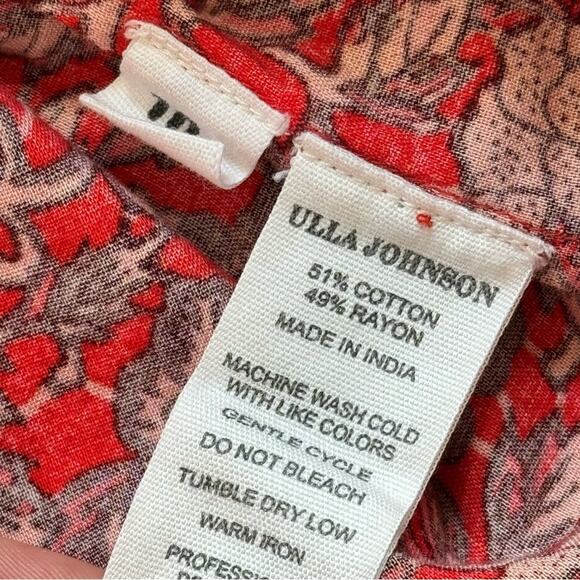 10
ULLA JOHNSON
51% COTTON
49% RAYON
MADE IN INDIA
MACHINE WASH COLD
WITH LIKE COLORS
GENTLE CYCLE
DO NOT BLEACH
TUMBLE DRY LOW
WARM IRON